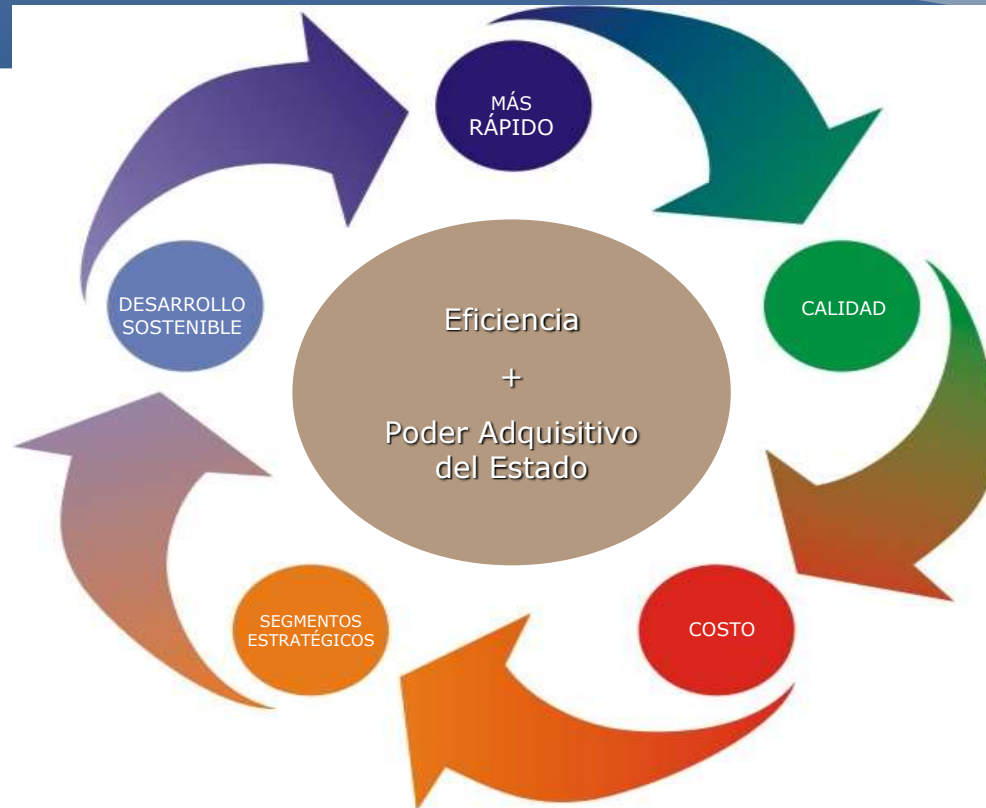 MÁS
RÁPIDO
DESARROLLO
SOSTENIBLE
CALIDAD
Eficiencia
+
Poder Adquisitivo
del Estado
SEGMENTOS
ESTRATÉGICOS
COSTO